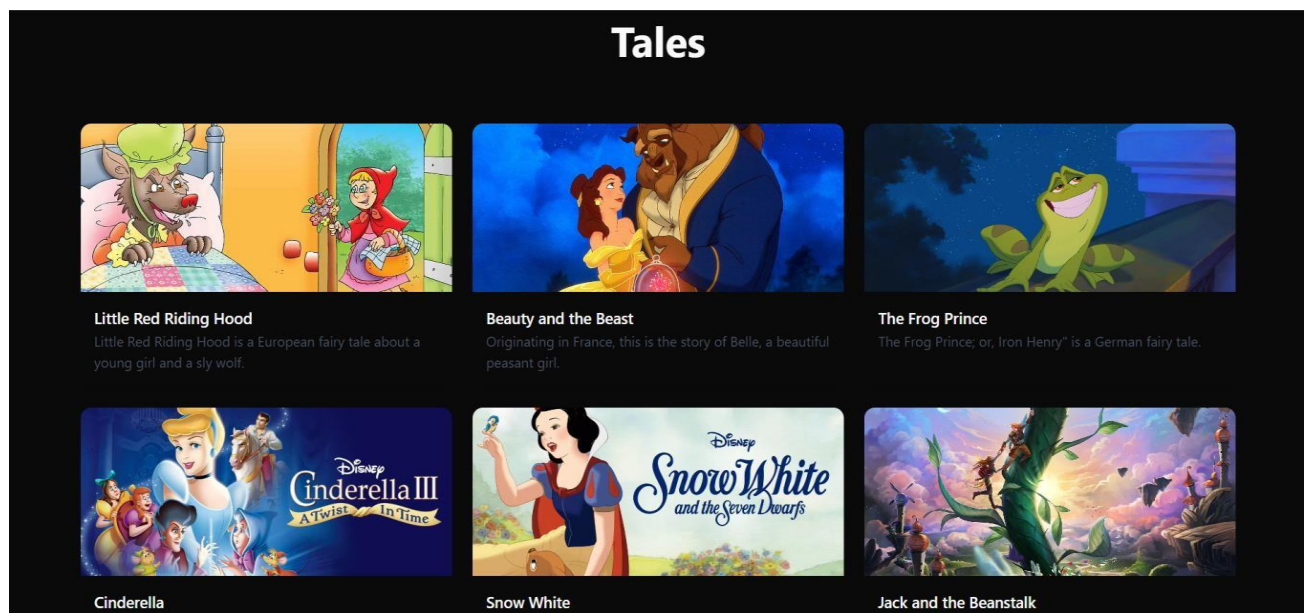 Tales
Little Red Riding Hood
Little Red Riding Hood is a European fairy tale about a
young girl and a sly wolf.
Beauty and the Beast
Originating in France, this is the story of Belle, a beautiful
peasant girl.
The Frog Prince
The Frog Prince; or, Iron Henry" is a German fairy tale.
Disney
Cinderella III
A Twist In Time
Disney
Snow White
and the Seven Dwarfs
Cinderella
Snow White
Jack and the Beanstalk